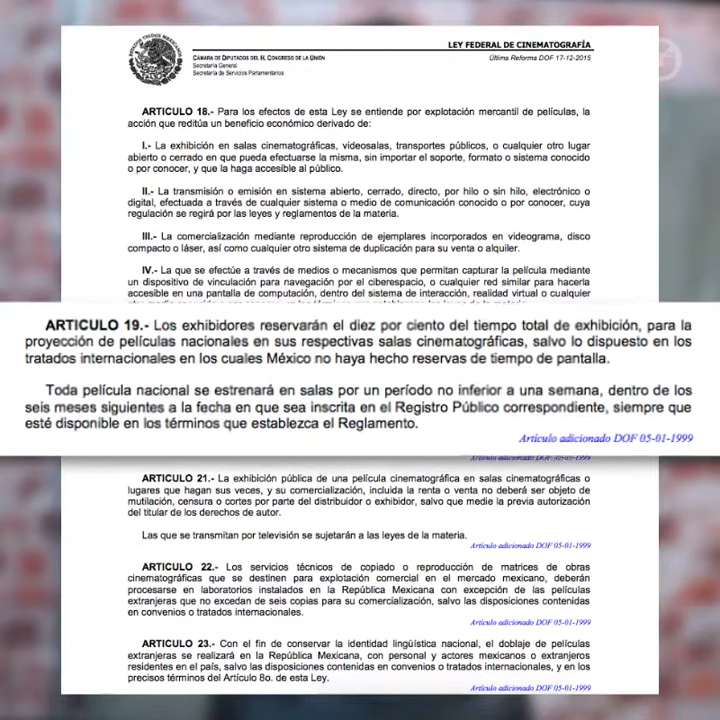 ESTADOS UNIDOS MEXICANOS
LEY FEDERAL DE CINEMATOGRAFÍA
CÁMARA DE DIPUTADOS DEL H. CONGRESO DE LA UNIÓN
Última Reforma DOF 17-12-2015
Secretaría General
Secretaría de Servicios Parlamentarios
ARTICULO 18.- Para los efectos de esta Ley se entiende por explotación mercantil de películas, la
acción que reditúa un beneficio económico derivado de:
I.- La exhibición en salas cinematográficas, videosalas, transportes públicos, o cualquier otro lugar
abierto o cerrado en que pueda efectuarse la misma, sin importar el soporte, formato o sistema conocido
o por conocer, y que la haga accesible al público.
II.- La transmisión o emisión en sistema abierto, cerrado, directo, por hilo o sin hilo, electrónico o
digital, efectuada a través de cualquier sistema o medio de comunicación conocido o por conocer, cuya
regulación se regirá por las leyes y reglamentos de la materia.
III.- La comercialización mediante reproducción de ejemplares incorporados en videograma, disco
compacto o láser, así como cualquier otro sistema de duplicación para su venta o alquiler.
IV.- La que se efectúe a través de medios o mecanismos que permitan capturar la película mediante
un dispositivo de vinculación para navegación por el ciberespacio, o cualquier red similar para hacerla
accesible en una pantalla de computación, dentro del sistema de interacción, realidad virtual o cualquier
ARTICULO 19.- Los exhibidores reservarán el diez por ciento del tiempo total de exhibición, para la
proyección de películas nacionales en sus respectivas salas cinematográficas, salvo lo dispuesto en los
tratados internacionales en los cuales México no haya hecho reservas de tiempo de pantalla.
Toda película nacional se estrenará en salas por un período no inferior a una semana, dentro de los
seis meses siguientes a la fecha en que sea inscrita en el Registro Público correspondiente, siempre que
esté disponible en los términos que establezca el Reglamento.
Artículo adicionado DOF 05-01-1999
Artículo adicionado DOF 05-01-1999
ARTICULO 21.- La exhibición pública de una película cinematográfica en salas cinematográficas o
lugares que hagan sus veces, y su comercialización, incluida la renta o venta no deberá ser objeto de
mutilación, censura o cortes por parte del distribuidor o exhibidor, salvo que medie la previa autorización
del titular de los derechos de autor.
Las que se transmitan por televisión se sujetarán a las leyes de la materia.
Artículo adicionado DOF 05-01-1999
ARTICULO 22.- Los servicios técnicos de copiado o reproducción de matrices de obras
cinematográficas que se destinen para explotación comercial en el mercado mexicano, deberán
procesarse en laboratorios instalados en la República Mexicana con excepción de las películas
extranjeras que no excedan de seis copias para su comercialización, salvo las disposiciones contenidas
en convenios o tratados internacionales.
Artículo adicionado DOF 05-01-1999
ARTICULO 23.- Con el fin de conservar la identidad lingüística nacional, el doblaje de películas
extranjeras se realizará en la República Mexicana, con personal y actores mexicanos o extranjeros
residentes en el país, salvo las disposiciones contenidas en convenios o tratados internacionales, y en los
precisos términos del Artículo 8o. de esta Ley.
Artículo adicionado DOF 05-01-1999